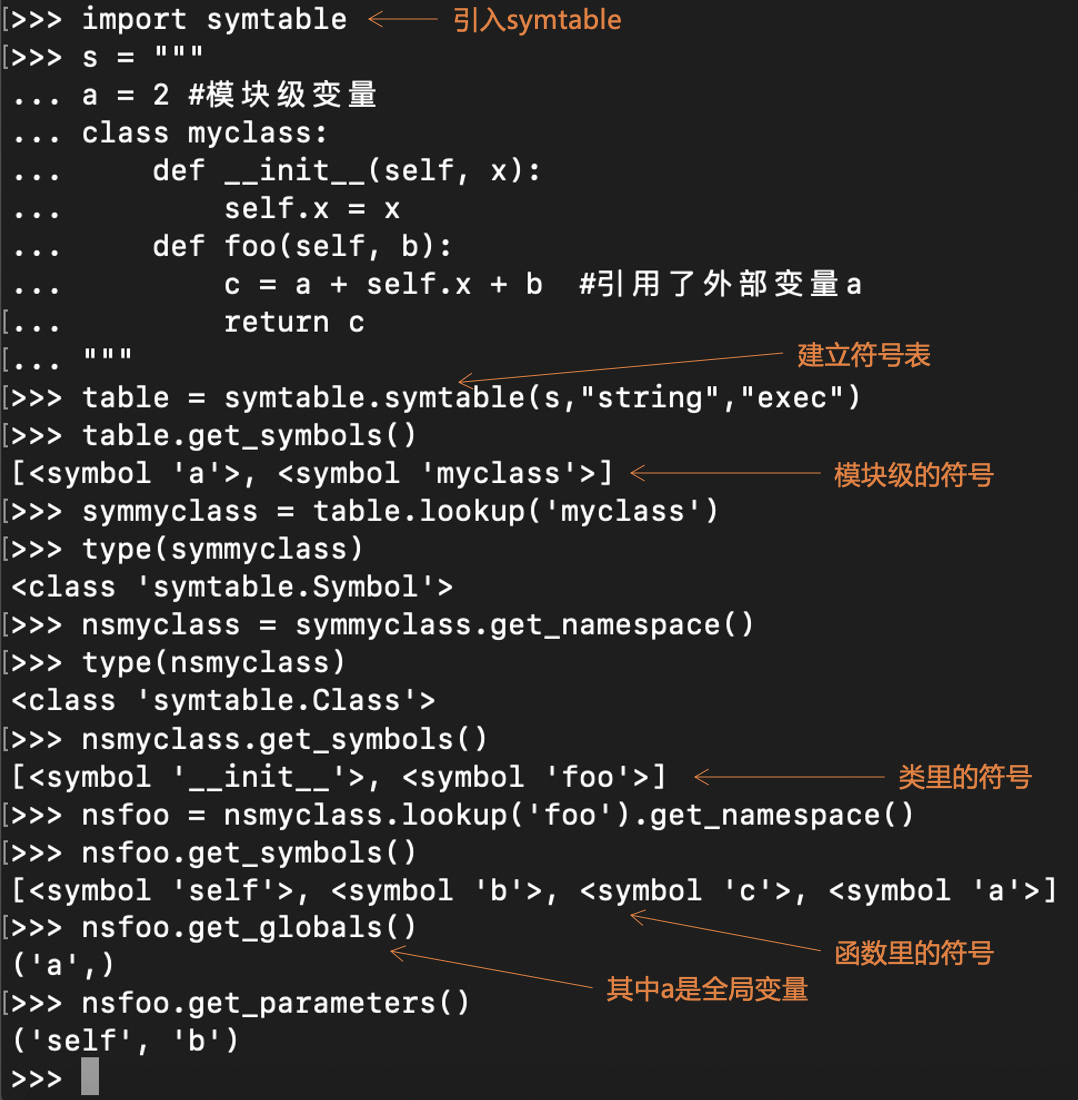 >>> import symtable 引入symtable
>>> s = """
... a = 2 #模块级变量
... class myclass:
...     def __init__(self, x):
...         self.x = x
...     def foo(self, b):
...         c = a + self.x + b  #引用了外部变量a
[...         return c
[... """ 建立符号表
[>>> table = symtable.symtable(s,"string","exec")
[>>> table.get_symbols()
[<symbol 'a'>, <symbol 'myclass'>] 模块级的符号
[>>> symmyclass = table.lookup('myclass')
[>>> type(symmyclass)
<class 'symtable.Symbol'>
[>>> nsmyclass = symmyclass.get_namespace()
[>>> type(nsmyclass)
<class 'symtable.Class'>
[>>> nsmyclass.get_symbols()
[<symbol '__init__'>, <symbol 'foo'>] 类里的符号
[>>> nsfoo = nsmyclass.lookup('foo').get_namespace()
[>>> nsfoo.get_symbols()
[<symbol 'self'>, <symbol 'b'>, <symbol 'c'>, <symbol 'a'>]
[>>> nsfoo.get_globals()
函数里的符号
('a',)
其中a是全局变量
[>>> nsfoo.get_parameters()
('self', 'b')
>>>